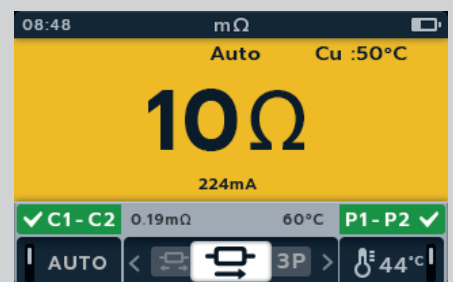 08:48 mΩ
Auto Cu :50°C
10Ω
224mA
C1-C2 0.19mΩ 60°C P1-P2
AUTO < 3P > 44°C